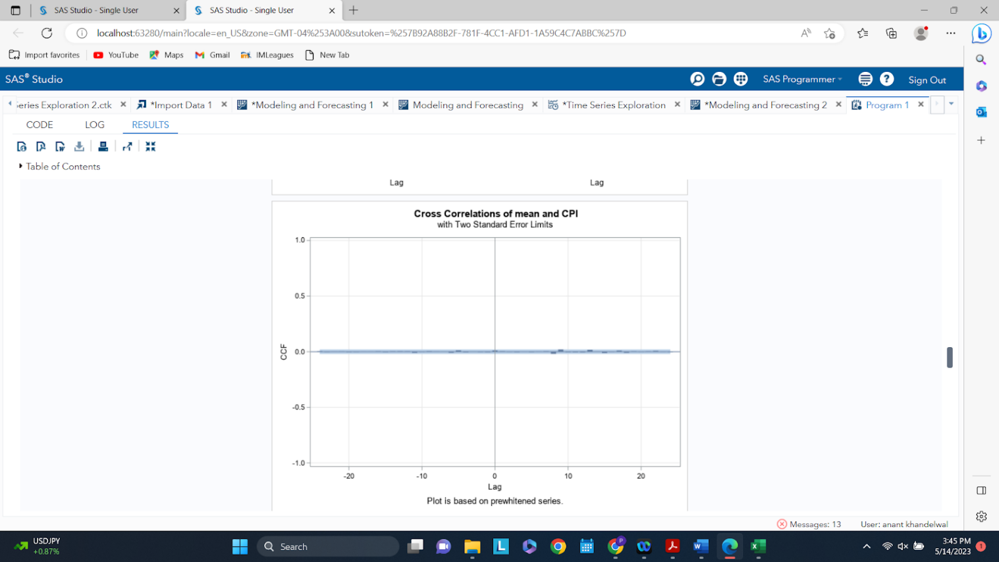 SAS Studio - Single User
SAS Studio - Single User
localhost:63280/main?locale=en_US&zone=GMT-04%253A00&sutoken=%257B92A88B2F-781F-4CC1-AFD1-1A59C4C7ABBC%257D
Import favorites YouTube Maps Gmail IMLeagues New Tab
SAS® Studio SAS Programmer Sign Out
eries Exploration 2.ctk *Import Data 1 *Modeling and Forecasting 1 Modeling and Forecasting *Time Series Exploration *Modeling and Forecasting 2 Program 1
CODE LOG RESULTS
Table of Contents
Lag Lag
Cross Correlations of mean and CPI
with Two Standard Error Limits
1.0
0.5
0.0
-0.5
-1.0
CCF
-20 -10 0 10 20
Lag
Plot is based on prewhitened series.
Messages: 13 User: anant khandelwal
USDJPY
+0.87%
Search
3:45 PM
5/14/2023
1